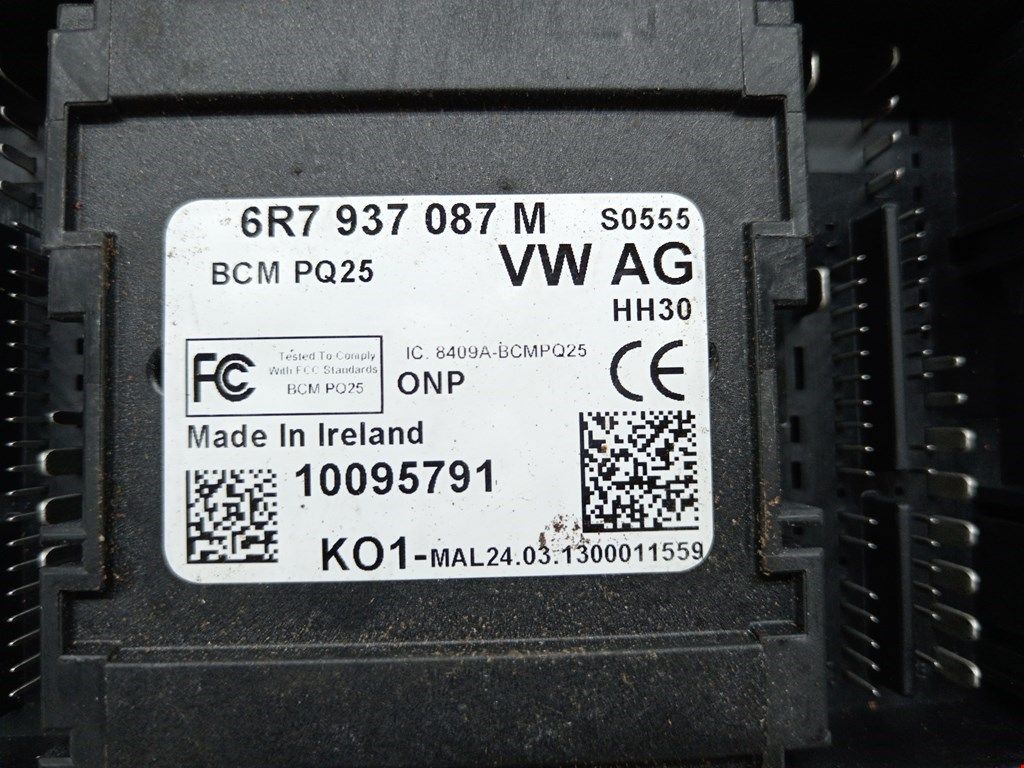 6R7 937 087 M S0555
BCM PQ25 VW AG
HH30
FC Tested To Comply
With FCC Standards
BCM PQ25
IC. 8409A-BCMPQ25
ONP CE
Made In Ireland
10095791
KO1-MAL24.03.1300011559